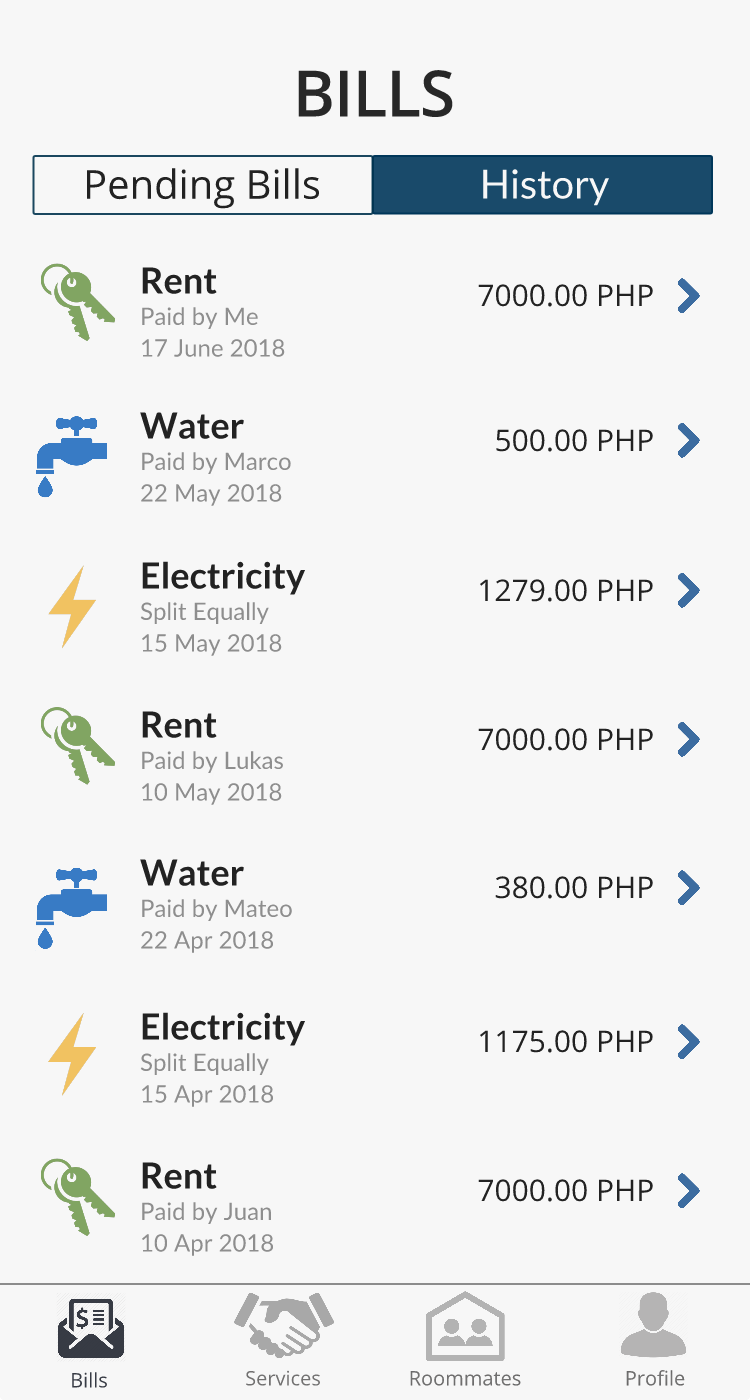 BILLS
Pending Bills History
Rent
7000.00 PHP
Paid by Me
17 June 2018
Water
500.00 PHP
Paid by Marco
22 May 2018
Electricity
1279.00 PHP
Split Equally
15 May 2018
Rent
7000.00 PHP
Paid by Lukas
10 May 2018
Water
380.00 PHP
Paid by Mateo
22 Apr 2018
Electricity
1175.00 PHP
Split Equally
15 Apr 2018
Rent
7000.00 PHP
Paid by Juan
10 Apr 2018
$
Bills Services Roommates Profile